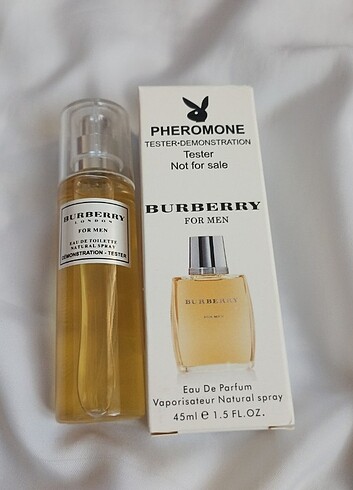 BURBERRY
LONDON
FOR MEN
EAU DE TOILETTE
NATURAL SPRAY
DEMONSTRATION - TESTER
PHEROMONE
TESTER•DEMONSTRATION
Tester
Not for sale
BURBERRY
FOR MEN
BURBERRY
FOR MEN
Eau De Parfum
Vaporisateur Natural spray
45ml e 1.5 FL.OZ.